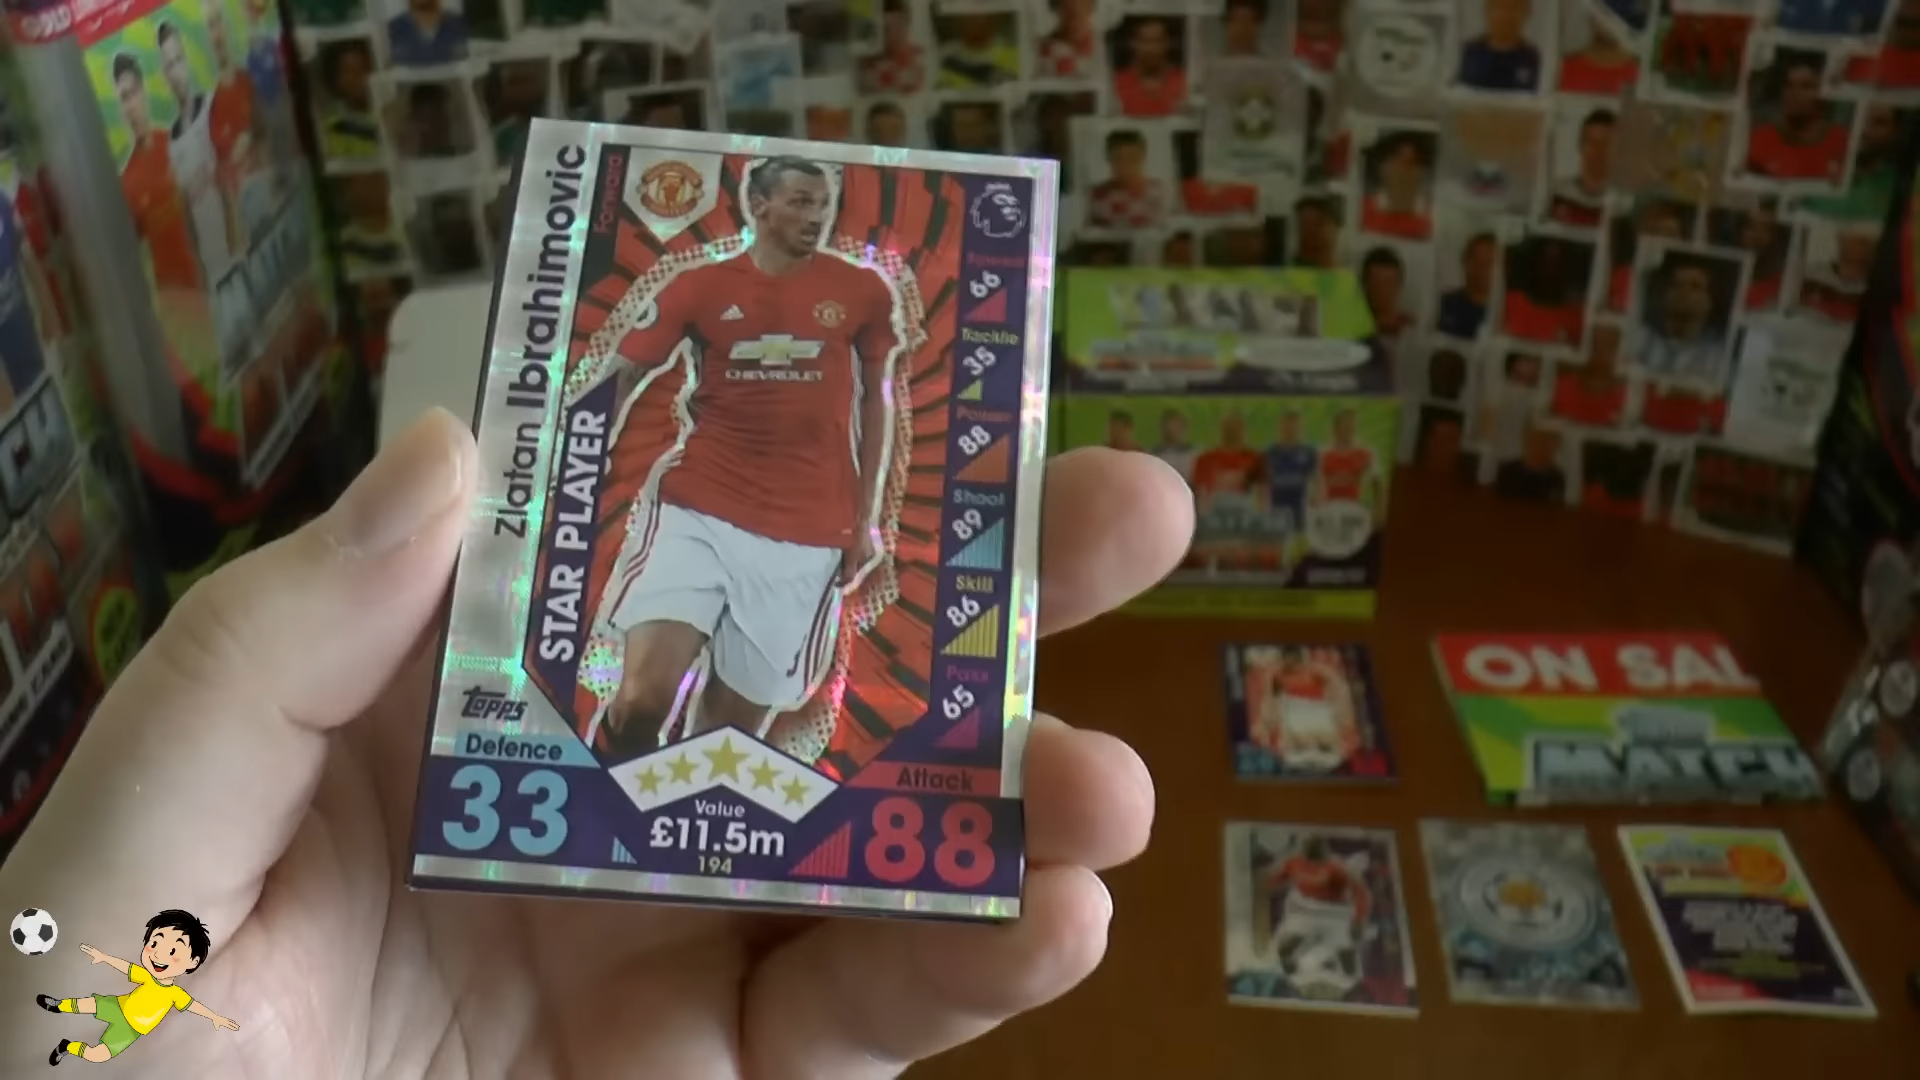 Zlatan Ibrahimovic
Forward
STAR PLAYER
CHEVROLET
Speed
66
Tackle
35
Power
88
Shoot
89
Skill
86
Pass
65
Topps
Defence
33
Value
£11.5m
194
Attack
88
ON SAL
MATCH